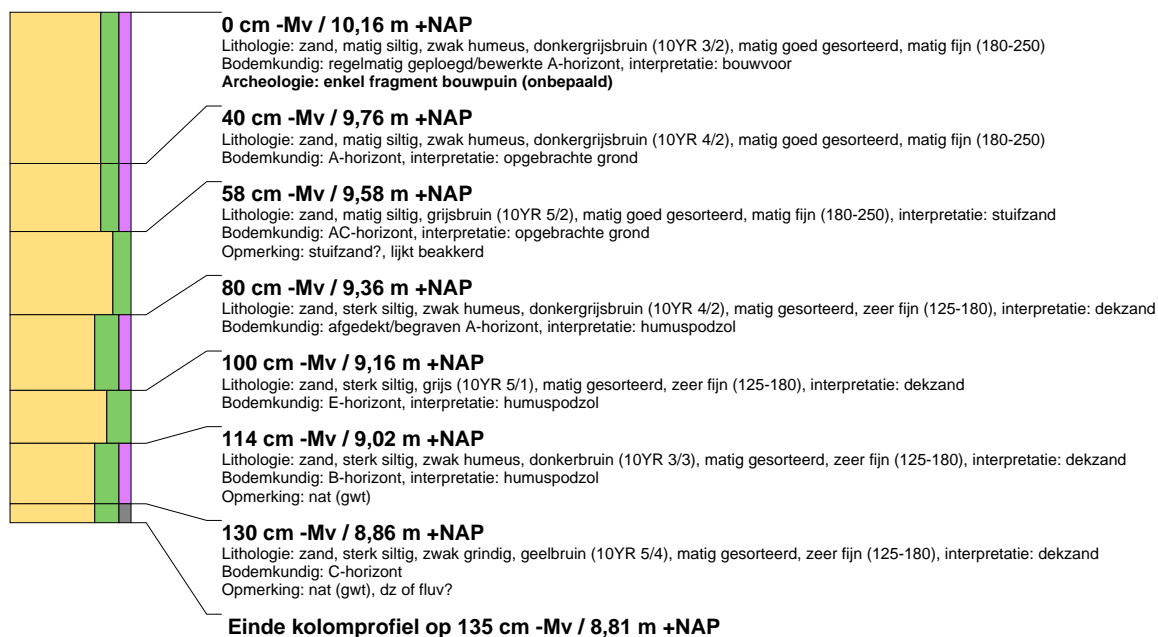 0 cm -Mv / 10,16 m +NAP
Lithologie: zand, matig siltig, zwak humeus, donkergrijsbruin (10YR 3/2), matig goed gesorteerd, matig fijn (180-250)
Bodemkundig: regelmatig geploegd/bewerkte A-horizont, interpretatie: bouwvoor
Archeologie: enkel fragment bouwpuin (onbepaald)
40 cm -Mv / 9,76 m +NAP
Lithologie: zand, matig siltig, zwak humeus, donkergrijsbruin (10YR 4/2), matig goed gesorteerd, matig fijn (180-250)
Bodemkundig: A-horizont, interpretatie: opgebrachte grond
58 cm -Mv / 9,58 m +NAP
Lithologie: zand, matig siltig, grijsbruin (10YR 5/2), matig goed gesorteerd, matig fijn (180-250), interpretatie: stuifzand
Bodemkundig: AC-horizont, interpretatie: opgebrachte grond
Opmerking: stuifzand?, lijkt beakkerd
80 cm -Mv / 9,36 m +NAP
Lithologie: zand, sterk siltig, zwak humeus, donkergrijsbruin (10YR 4/2), matig gesorteerd, zeer fijn (125-180), interpretatie: dekzand
Bodemkundig: afgedekt/begraven A-horizont, interpretatie: humuspodzol
100 cm -Mv / 9,16 m +NAP
Lithologie: zand, sterk siltig, grijs (10YR 5/1), matig gesorteerd, zeer fijn (125-180), interpretatie: dekzand
Bodemkundig: E-horizont, interpretatie: humuspodzol
114 cm -Mv / 9,02 m +NAP
Lithologie: zand, sterk siltig, zwak humeus, donkerbruin (10YR 3/3), matig gesorteerd, zeer fijn (125-180), interpretatie: dekzand
Bodemkundig: B-horizont, interpretatie: humuspodzol
Opmerking: nat (gwt)
130 cm -Mv / 8,86 m +NAP
Lithologie: zand, sterk siltig, zwak grindig, geelbruin (10YR 5/4), matig gesorteerd, zeer fijn (125-180), interpretatie: dekzand
Bodemkundig: C-horizont
Opmerking: nat (gwt), dz of fluv?
Einde kolomprofiel op 135 cm -Mv / 8,81 m +NAP